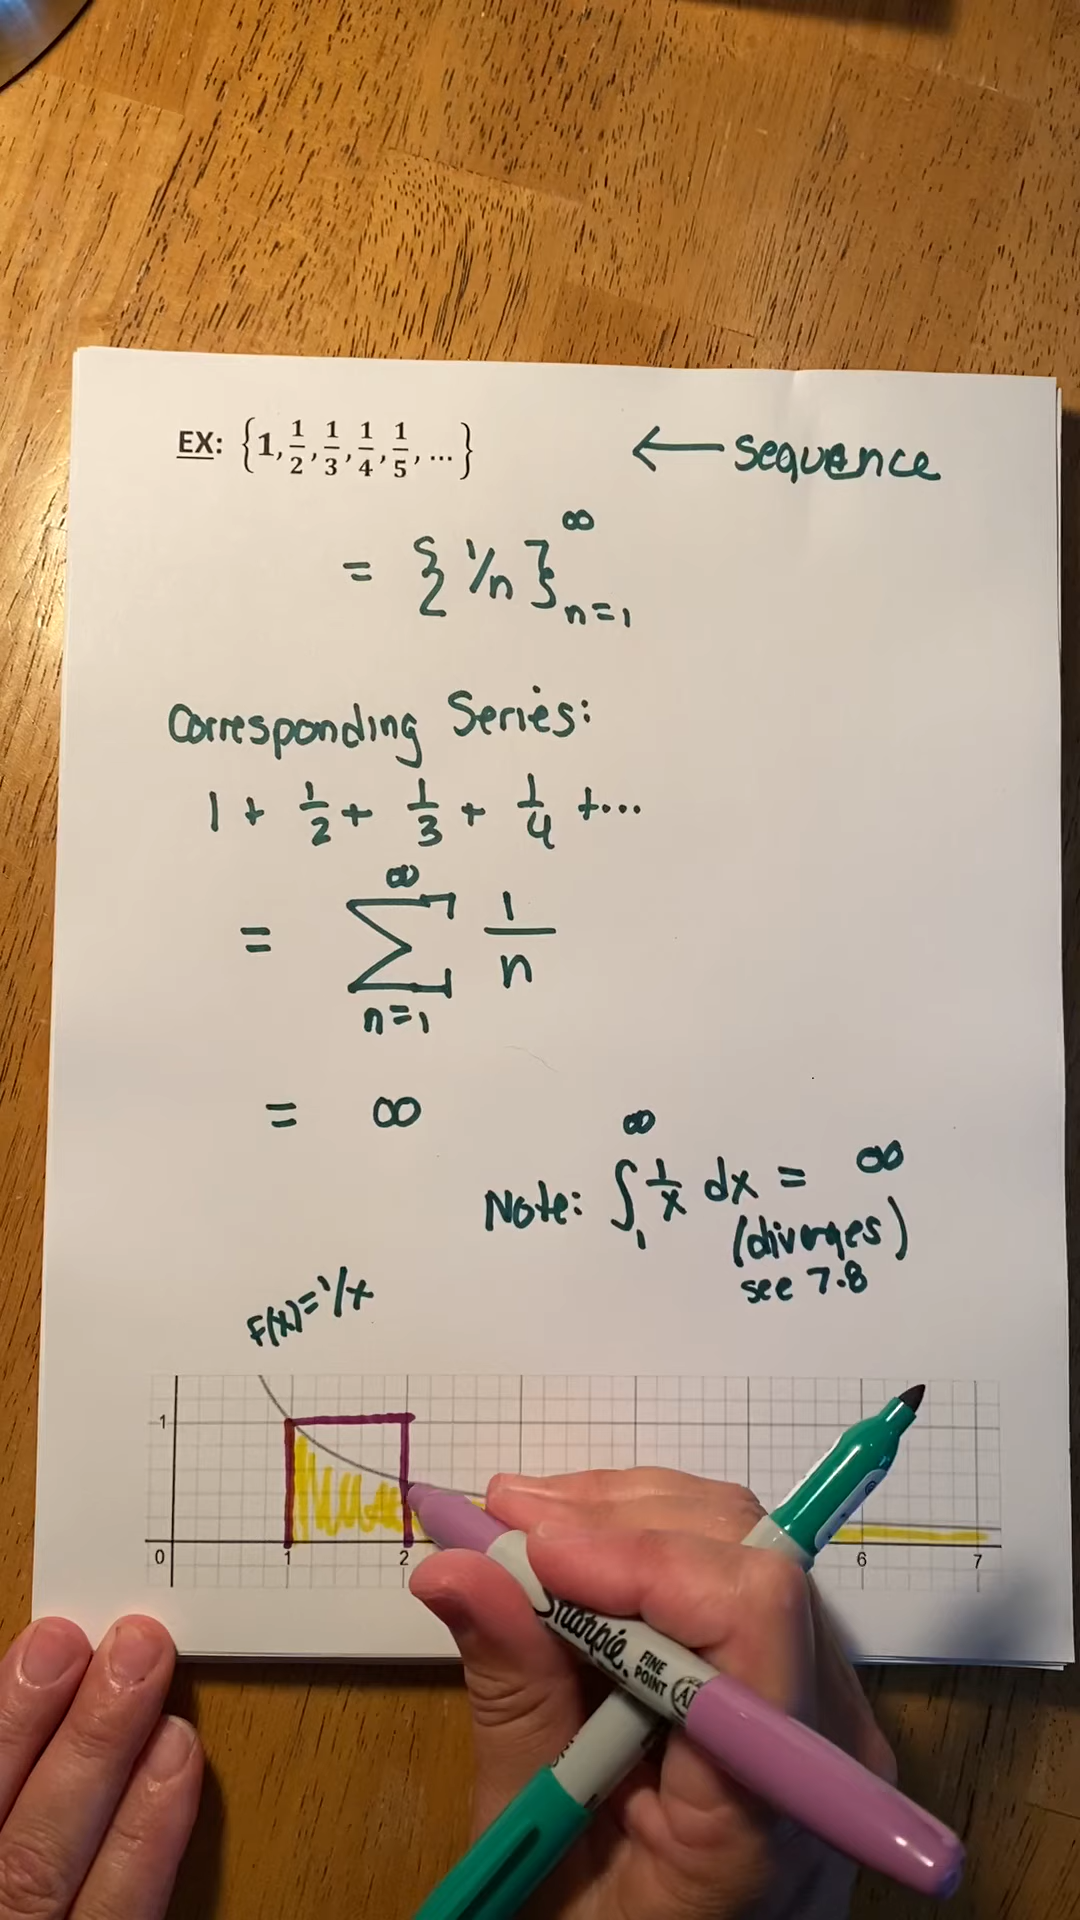 EX: {1, 1/2, 1/3, 1/4, 1/5, ...} ← sequence
= {1/n}^∞_{n=1}
Corresponding Series:
1 + 1/2 + 1/3 + 1/4 + ...
= ∞ Σ n=1 1/n
= ∞
Note: ∫_1^∞ 1/x dx = ∞
(diverges)
see 7.8
F(x) = 1/x
1
0 1 2 6 7
Sharpie
FINE
POINT